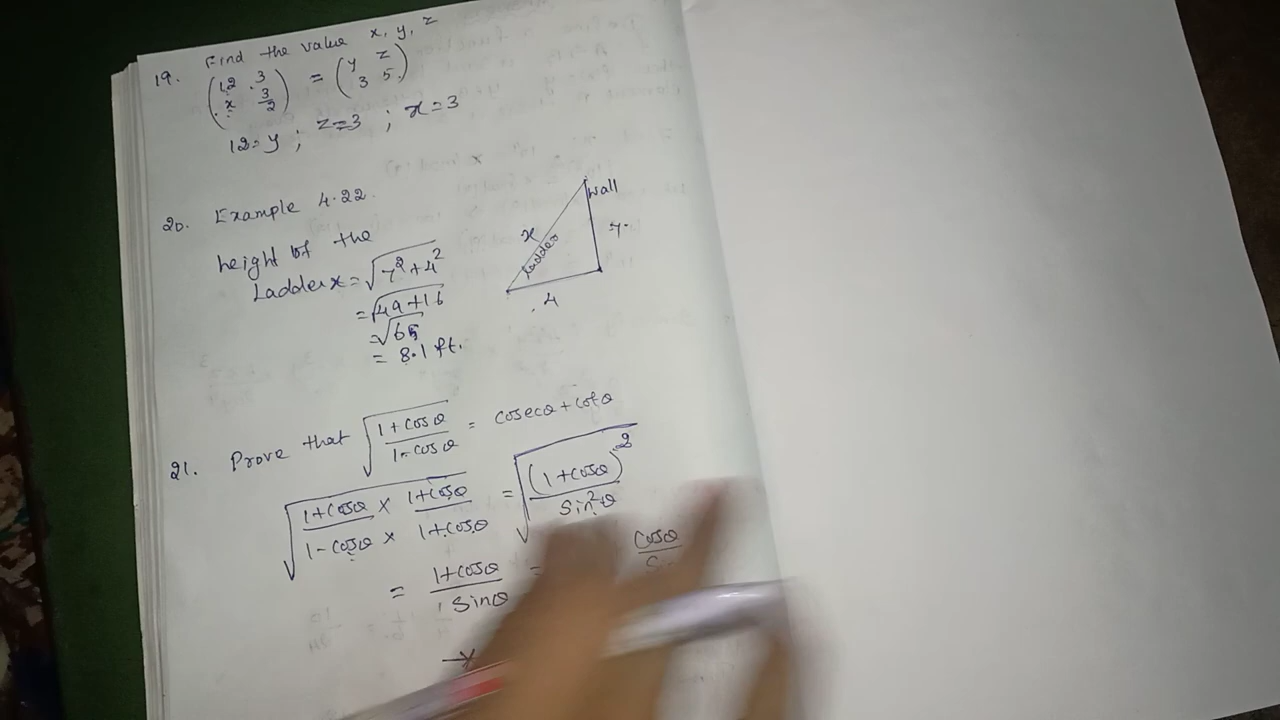 19. Find the value x, y, z
(12 3
x 3/2) = (y z
3 5)
12=y ; z=3 ; x=3
20. Example 4.22.
height of the
Ladder x = √7²+4²
= √49+16
= √65
= 8.1 ft.
wall
x
Ladder
7
4
21. Prove that √(1+cosθ)/(1-cosθ) = cosecθ+cotθ
√(1+cosθ)/(1-cosθ) × (1+cosθ)/(1+cosθ) = √(1+cosθ)²/sin²θ
= (1+cosθ)/sinθ = cosθ